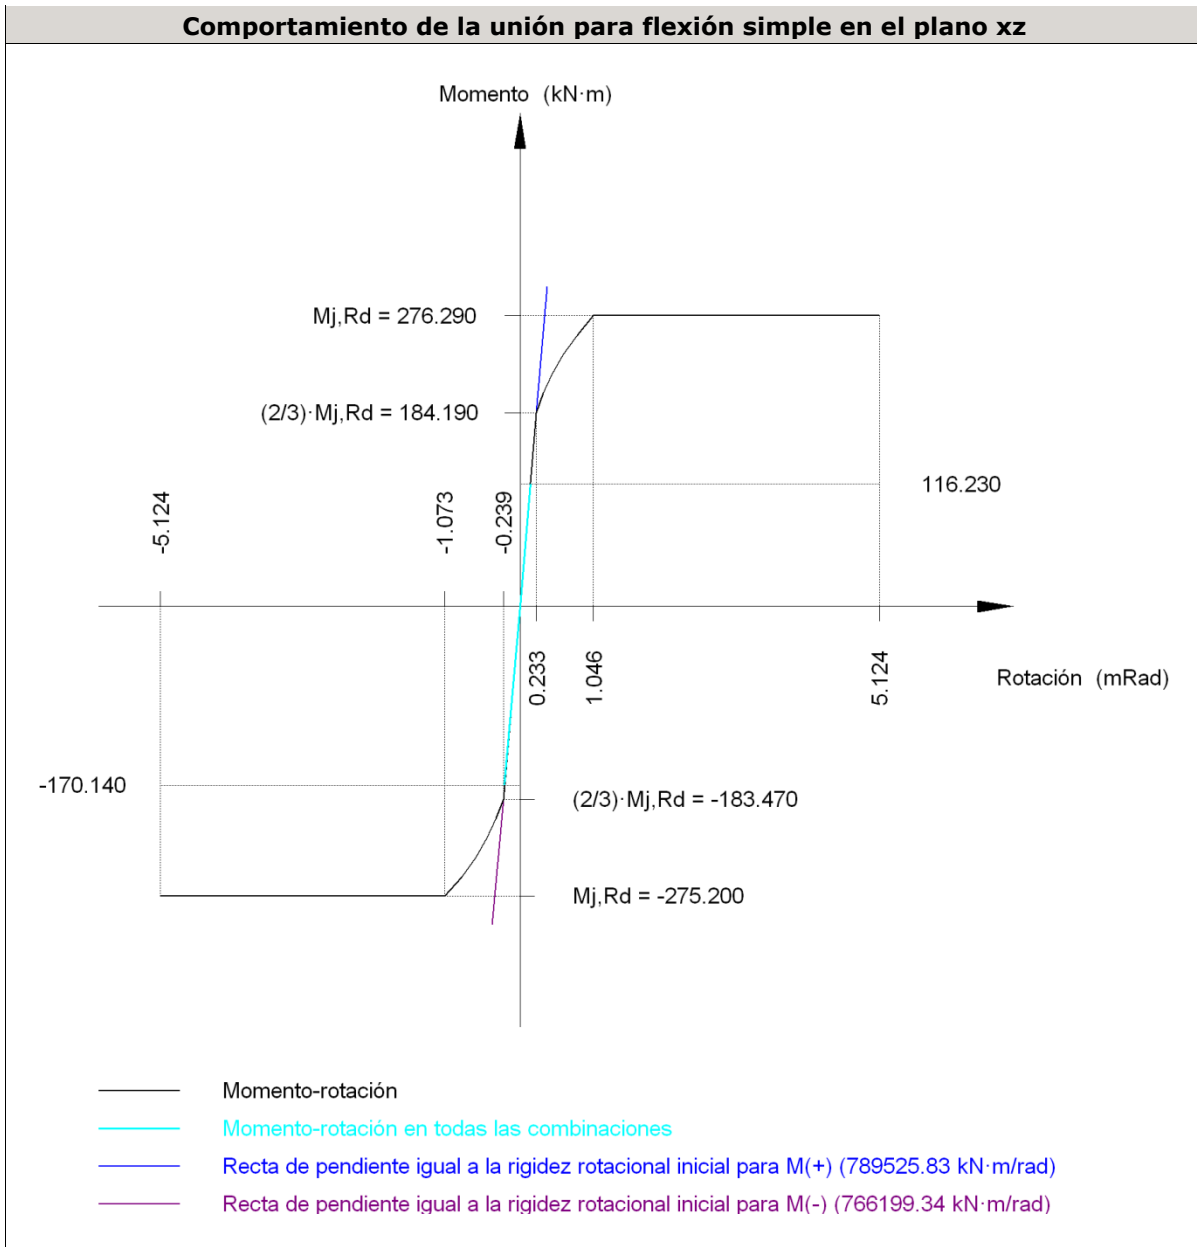 Comportamiento de la unión para flexión simple en el plano xz
Momento (kN·m)
Mj,Rd = 276.290
(2/3)·Mj,Rd = 184.190
116.230
-5.124
-1.073
-0.239
0.233
1.046
5.124
Rotación (mRad)
-170.140
(2/3)·Mj,Rd = -183.470
Mj,Rd = -275.200
Momento-rotación
Momento-rotación en todas las combinaciones
Recta de pendiente igual a la rigidez rotacional inicial para M(+) (789525.83 kN·m/rad)
Recta de pendiente igual a la rigidez rotacional inicial para M(-) (766199.34 kN·m/rad)